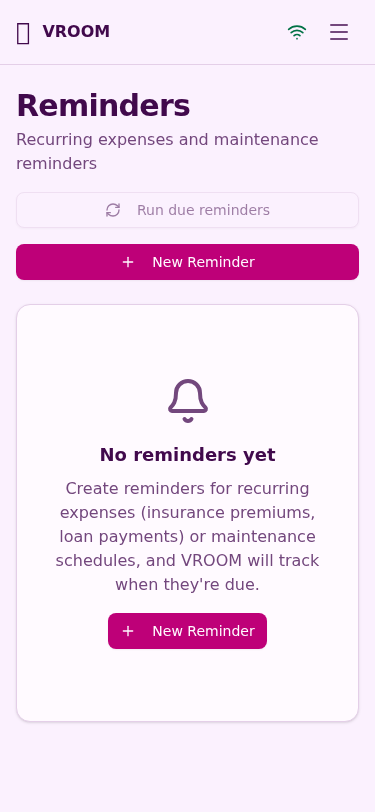 VROOM
Reminders
Recurring expenses and maintenance
reminders
Run due reminders
New Reminder
No reminders yet
Create reminders for recurring
expenses (insurance premiums,
loan payments) or maintenance
schedules, and VROOM will track
when they're due.
New Reminder